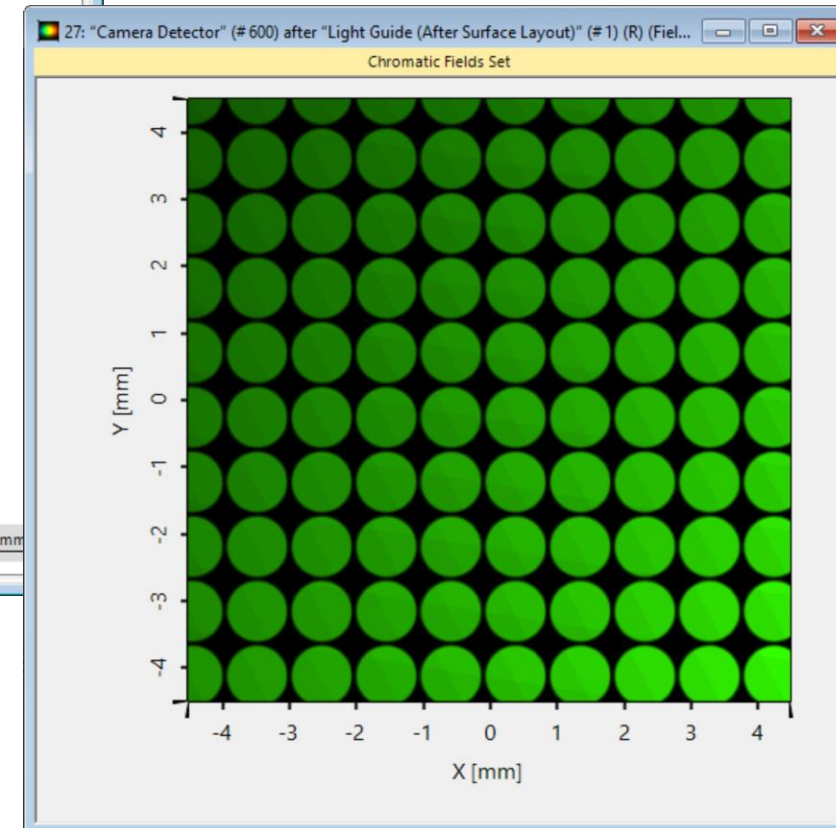 27: "Camera Detector" (# 600) after "Light Guide (After Surface Layout)" (# 1) (R) (Fiel...
Chromatic Fields Set
4
3
2
1
0
-1
-2
-3
-4
Y [mm]
mm
-4 -3 -2 -1 0 1 2 3 4
X [mm]